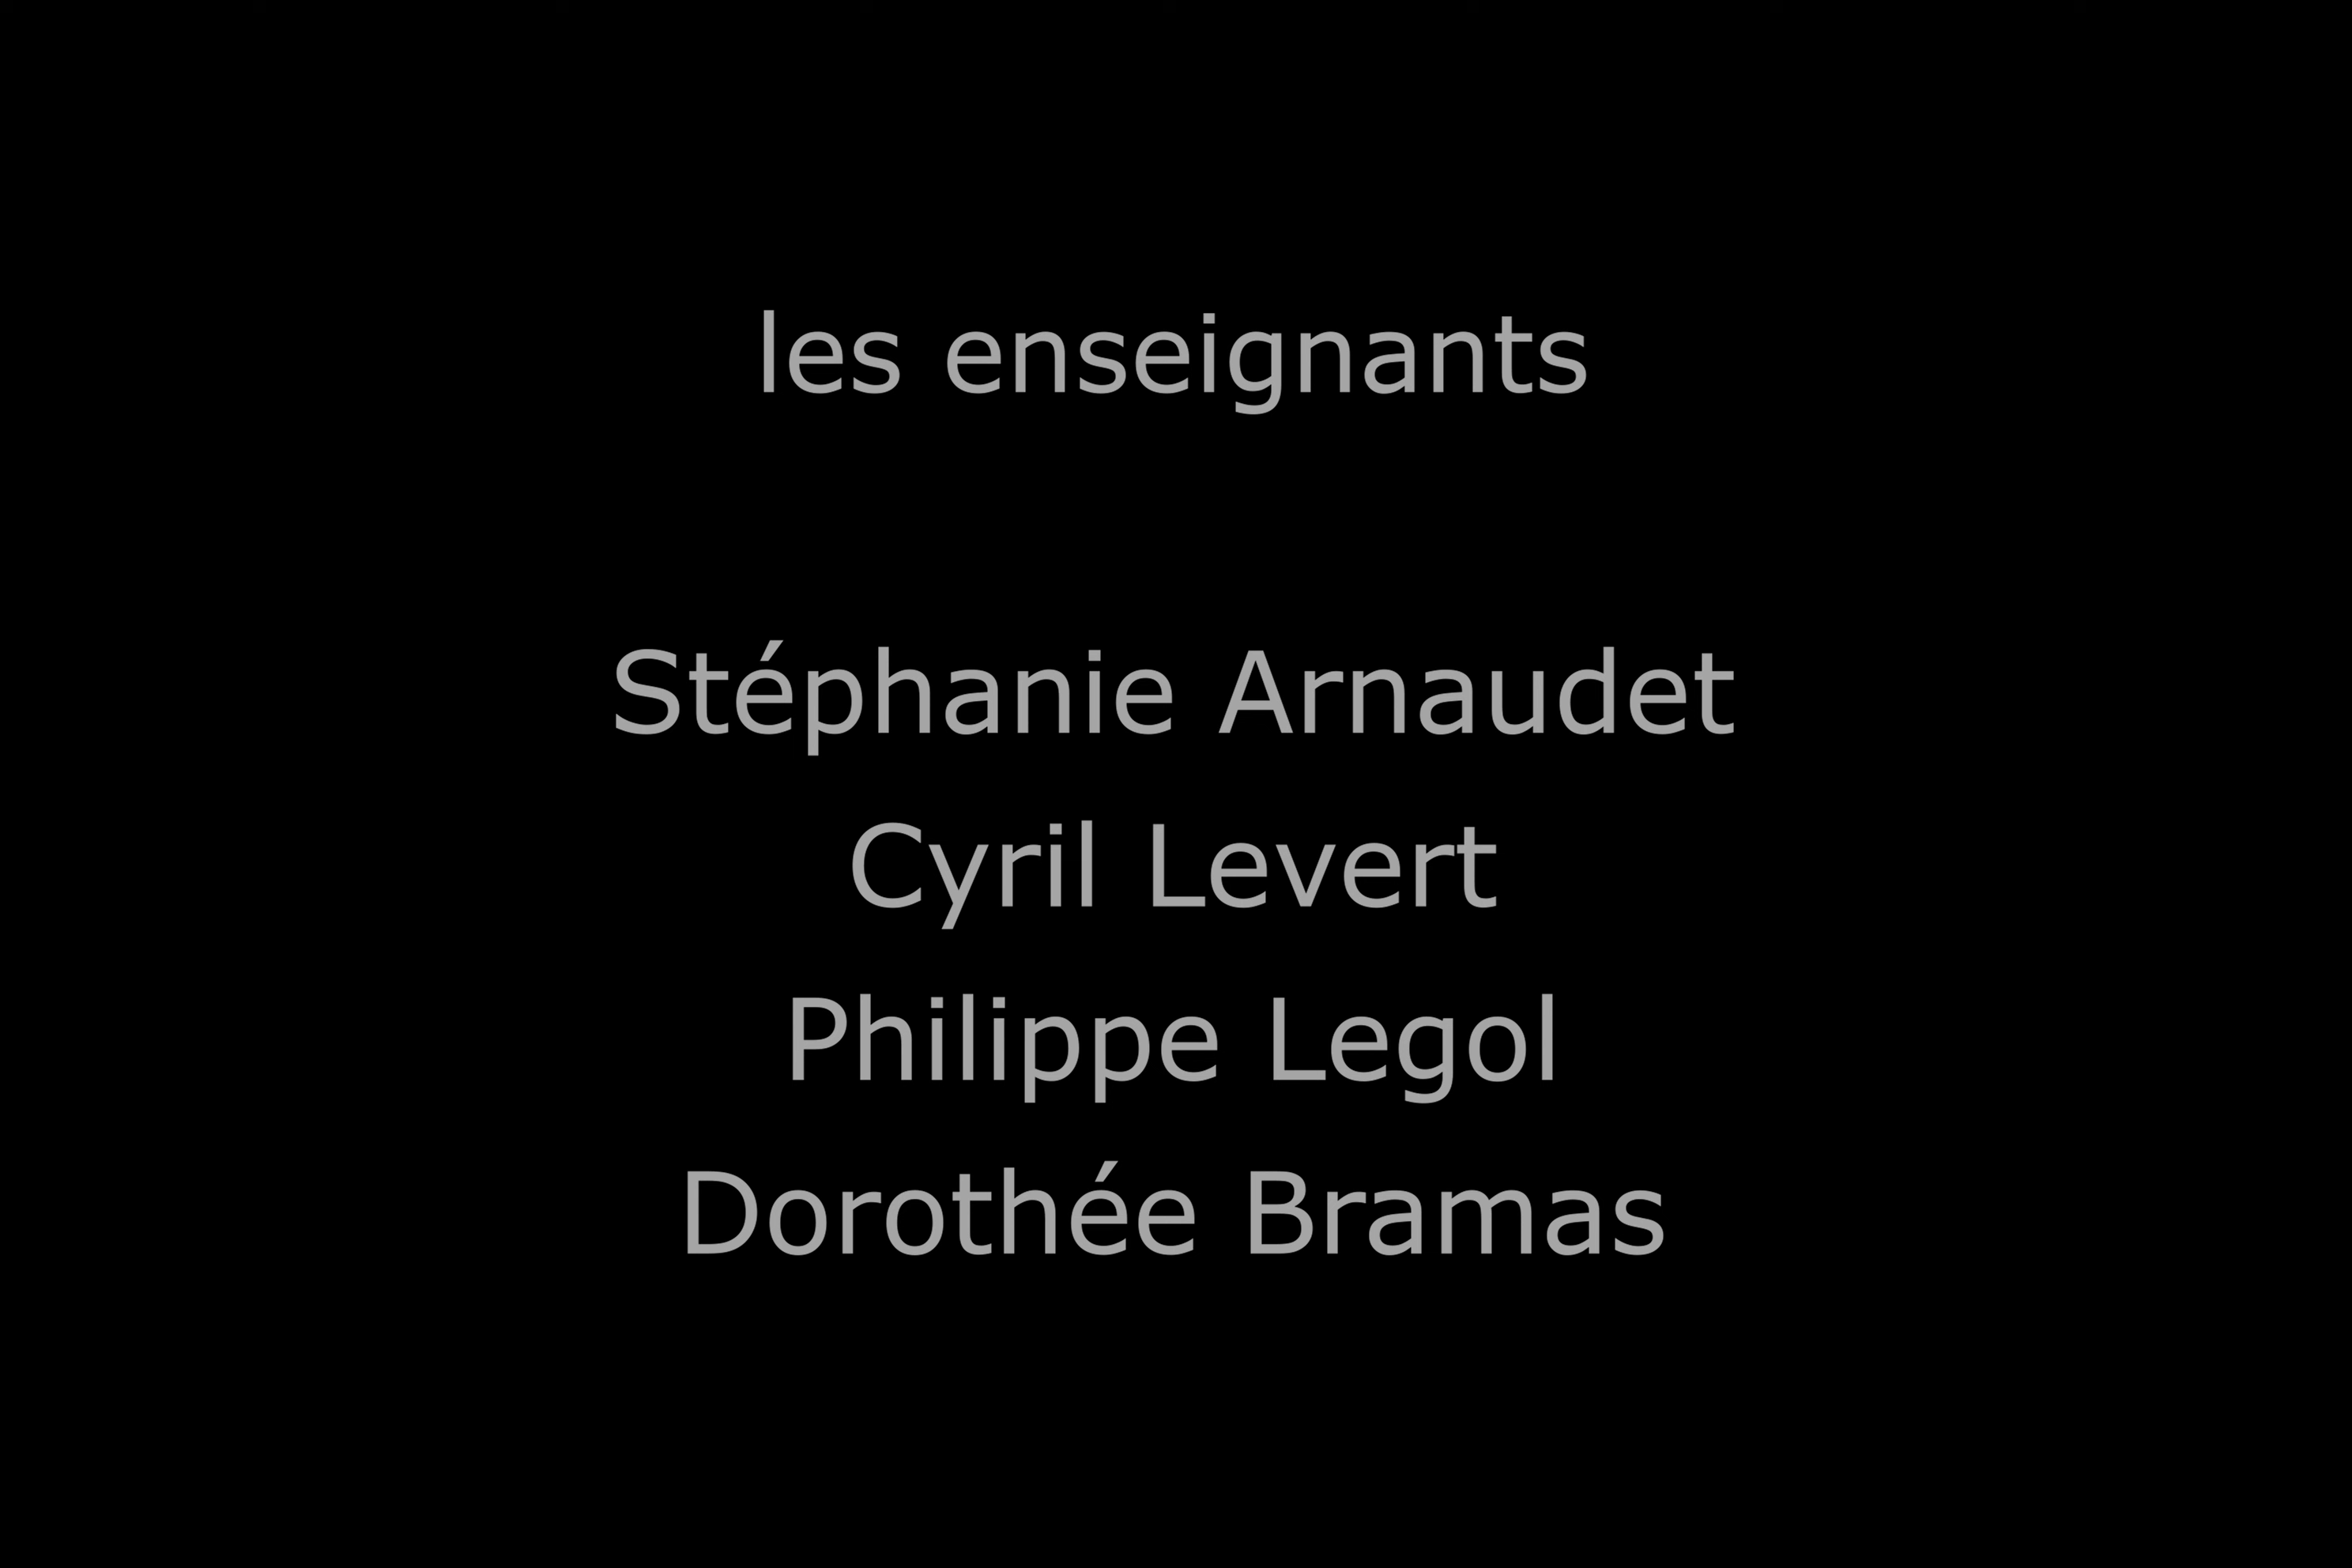 les enseignants
Stéphanie Arnaudet
Cyril Levert
Philippe Legol
Dorothée Bramas